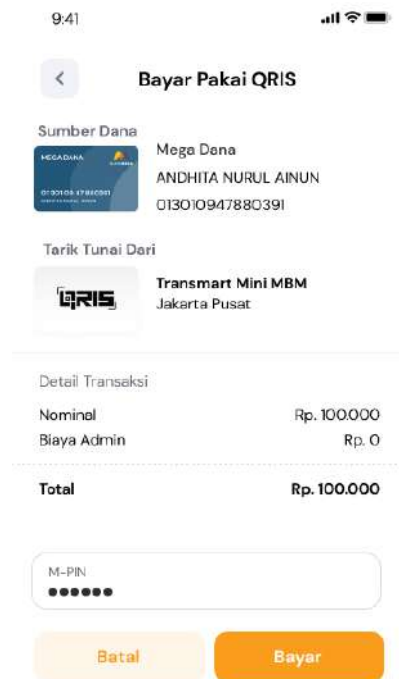 9:41
Bayar Pakai QRIS
Sumber Dana
MEGA DANA
Mega Dana
ANDHITA NURUL AINUN
013010947880391
Tarik Tunai Dari
QRIS
Transmart Mini MBM
Jakarta Pusat
Detail Transaksi
Nominal Rp. 100.000
Biaya Admin Rp. 0
Total Rp. 100.000
M-PIN
●●●●●●
Batal Bayar